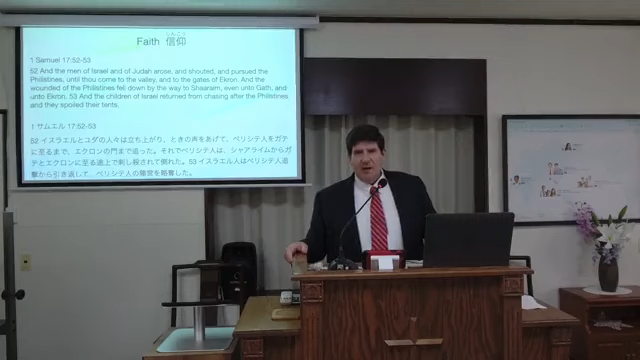 Faith 信仰
しんこう
1 Samuel 17:52-53
52 And the men of Israel and of Judah arose, and shouted, and pursued the
Philistines, until thou come to the valley, and to the gates of Ekron. And the
wounded of the Philistines fell down by the way to Shaaraim, even unto Gath, and
unto Ekron. 53 And the children of Israel returned from chasing after the Philistines
and they spoiled their tents.
1 サムエル 17:52-53
52 イスラエルとユダの人々は立ち上がり、ときの声をあげて、ペリシテ人をガテ
に至るまで、エクロンの門まで追った。それでペリシテ人は、シャアライムからガ
テとエクロンに至る途上で刺し殺されて倒れた。53 イスラエル人はペリシテ人追
撃から引き返して、ペリシテ人の陣営を略奪した。